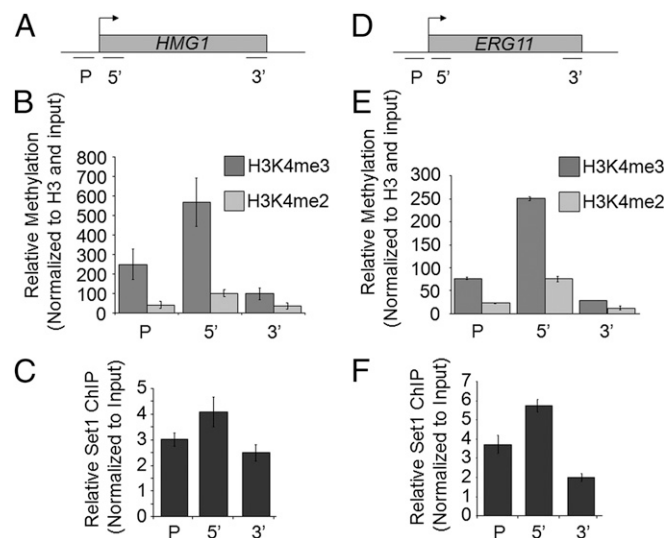 A
HMG1
P 5’ 3’
B
Relative Methylation
(Normalized to H3 and input)
800
700
600
500
400
300
200
100
H3K4me3
H3K4me2
P 5’ 3’
C
Relative Set1 ChIP
(Normalized to Input)
5
4
3
2
1
0
P 5’ 3’
D
ERG11
P 5’ 3’
E
Relative Methylation
(Normalized to H3 and input)
300
250
200
150
100
50
0
H3K4me3
H3K4me2
P 5’ 3’
F
Relative Set1 ChIP
(Normalized to Input)
7
6
5
4
3
2
1
0
P 5’ 3’